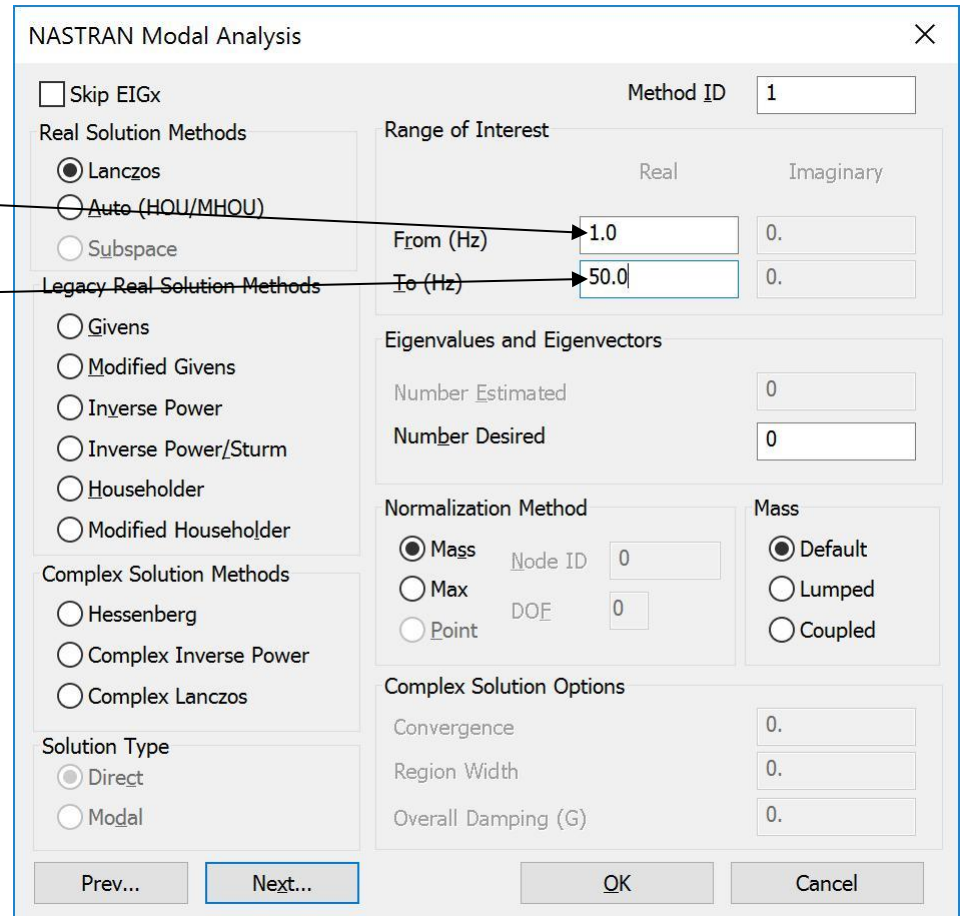 NASTRAN Modal Analysis
Skip EIGx
Method ID 1
Real Solution Methods
Lanczos
Auto (HOU/MHOU)
Subspace
Legacy Real Solution Methods
Givens
Modified Givens
Inverse Power
Inverse Power/Sturm
Householder
Modified Householder
Complex Solution Methods
Hessenberg
Complex Inverse Power
Complex Lanczos
Solution Type
Direct
Modal
Range of Interest
Real Imaginary
From (Hz) 1.0 0.
To (Hz) 50.0 0.
Eigenvalues and Eigenvectors
Number Estimated 0
Number Desired 0
Normalization Method
Mass
Max
Point
Node ID 0
DOF 0
Mass
Default
Lumped
Coupled
Complex Solution Options
Convergence 0.
Region Width 0.
Overall Damping (G) 0.
Prev... Next... OK Cancel